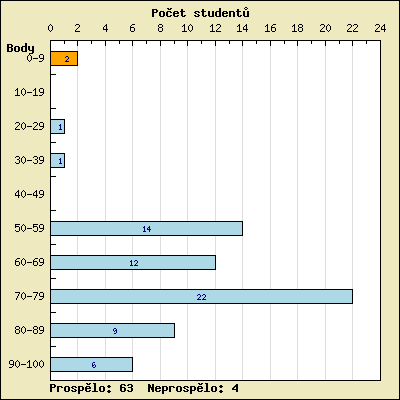 Počet studentů
0 2 4 6 8 10 12 14 16 18 20 22 24
Body
0-9 2
10-19
20-29 1
30-39 1
40-49
50-59 14
60-69 12
70-79 22
80-89 9
90-100 6
Prospělo: 63 Neprospělo: 4